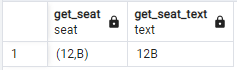 get_seat get_seat_text
seat text
1 (12,B) 12B